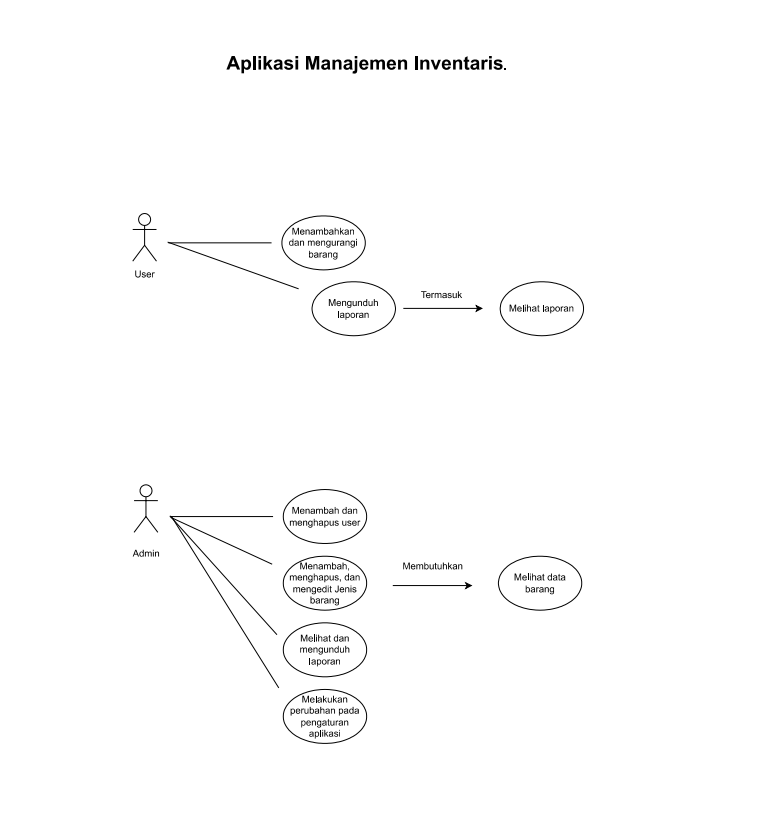 Aplikasi Manajemen Inventaris.
Menambahkan
dan mengurangi
barang
User
Mengunduh
laporan
Termasuk
Melihat laporan
Menambah dan
menghapus user
Admin
Menambah,
menghapus, dan
mengedit Jenis
barang
Membutuhkan
Melihat data
barang
Melihat dan
mengunduh
laporan
Melakukan
perubahan pada
pengaturan
aplikasi